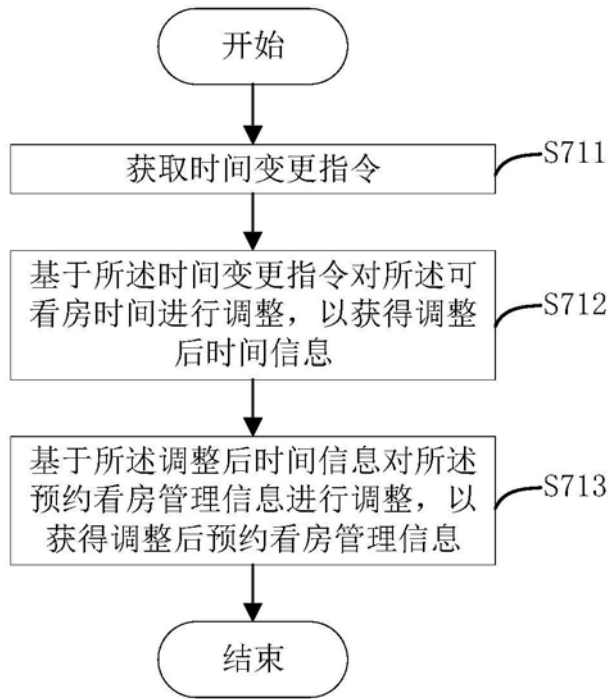 开始
获取时间变更指令
S711
基于所述时间变更指令对所述可
看房时间进行调整，以获得调整
后时间信息
S712
基于所述调整后时间信息对所述
预约看房管理信息进行调整，以
获得调整后预约看房管理信息
S713
结束